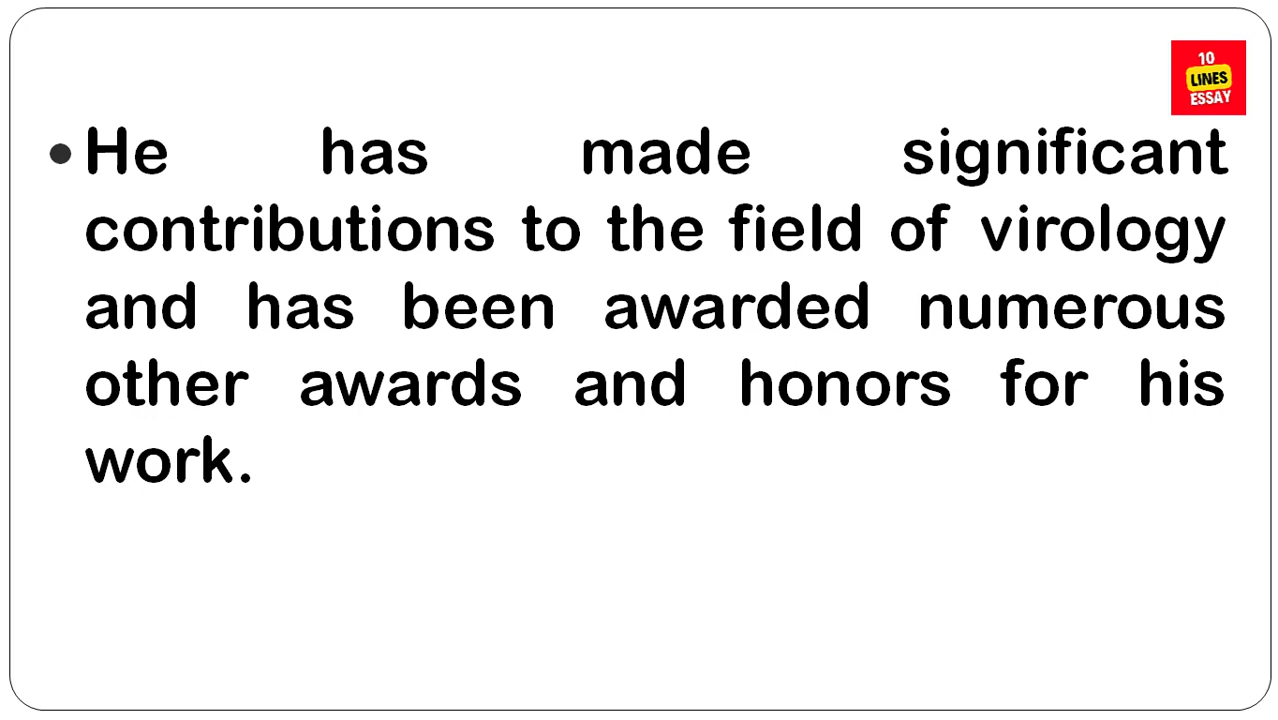 10
LINES
ESSAY
• He has made significant
contributions to the field of virology
and has been awarded numerous
other awards and honors for his
work.